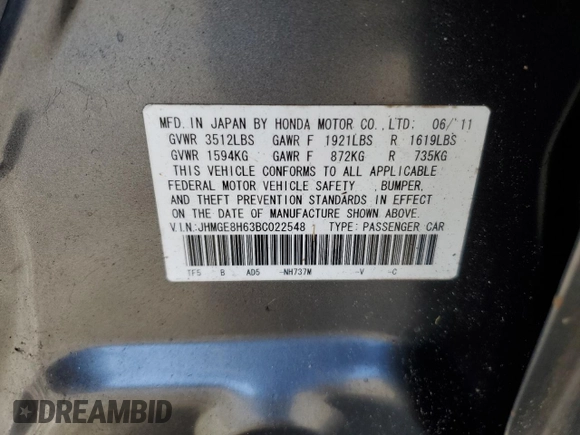 MFD. IN JAPAN BY HONDA MOTOR CO., LTD: 06/'11
GVWR 3512LBS GAWR F 1921LBS R 1619LBS
GVWR 1594KG GAWR F 872KG R 735KG
THIS VEHICLE CONFORMS TO ALL APPLICABLE
FEDERAL MOTOR VEHICLE SAFETY , BUMPER,
AND THEFT PREVENTION STANDARDS IN EFFECT
ON THE DATE OF MANUFACTURE SHOWN ABOVE.
V.I.N:JHMGE8H63BC022548 TYPE: PASSENGER CAR
TF5 B AD5 -NH737M -V -C
DREAMBID